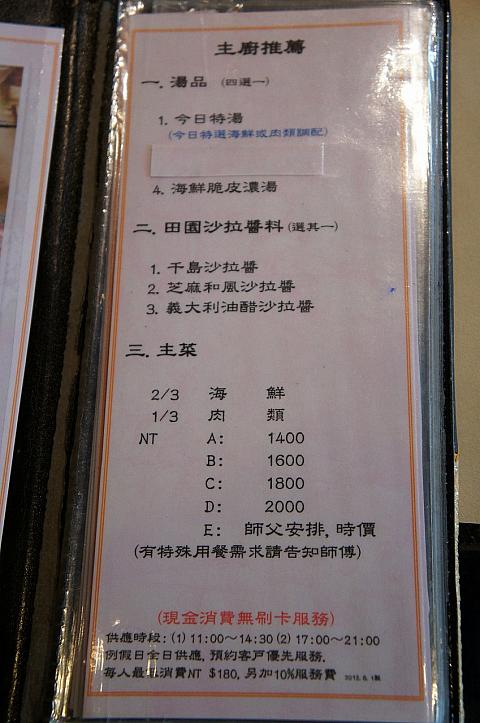 主廚推薦
一. 湯品 (四選一)
1. 今日特湯
(今日特選海鮮或肉類調配)
4. 海鮮脆皮濃湯
二. 田園沙拉醬料(選其一)
1. 千島沙拉醬
2. 芝麻和風沙拉醬
3. 義大利油醋沙拉醬
三. 主菜
2/3 海 鮮
1/3 肉 類
NT A: 1400
B: 1600
C: 1800
D: 2000
E: 師父安排, 時價
(有特殊用餐需求請告知師傅)
(現金消費無刷卡服務)
供應時段: (1) 11:00～14:30 (2) 17:00～21:00
例假日全日供應, 預約客戶優先服務,
每人最 消費NT $180, 另加10%服務費